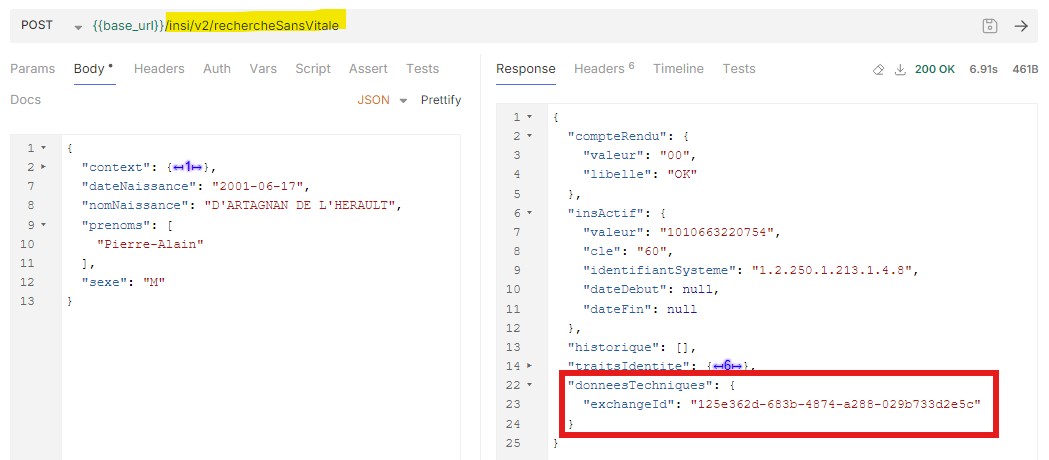 POST {{base_url}}/insi/v2/rechercheSansVitale
Params Body Headers Auth Vars Script Assert Tests
Docs JSON Prettify
1 {
2 "context": {↤1↦},
7 "dateNaissance": "2001-06-17",
8 "nomNaissance": "D'ARTAGNAN DE L'HERAULT",
9 "prenoms": [
10 "Pierre-Alain"
11 ],
12 "sexe": "M"
13 }
Response Headers 6 Timeline Tests 200 OK 6.91s 461B
1 {
2 "compteRendu": {
3 "valeur": "00",
4 "libelle": "OK"
5 },
6 "insActif": {
7 "valeur": "1010663220754",
8 "cle": "60",
9 "identifiantSysteme": "1.2.250.1.213.1.4.8",
10 "dateDebut": null,
11 "dateFin": null
12 },
13 "historique": [],
14 "traitsIdentite": {↤6↦},
22 "donneesTechniques": {
23 "exchangeId": "125e362d-683b-4874-a288-029b733d2e5c"
24 }
25 }